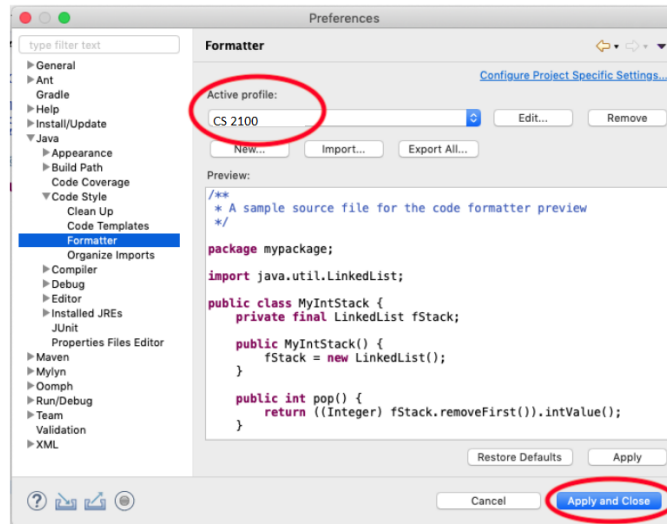 Preferences
type filter text
General
Ant
Gradle
Help
Install/Update
Java
Appearance
Build Path
Code Coverage
Code Style
Clean Up
Code Templates
Formatter
Organize Imports
Compiler
Debug
Editor
Installed JREs
JUnit
Properties Files Editor
Maven
Mylyn
Oomph
Run/Debug
Team
Validation
XML
Formatter
Configure Project Specific Settings...
Active profile:
CS 2100
Edit...
Remove
New...
Import...
Export All...
Preview:
/**
 * A sample source file for the code formatter preview
 */
package mypackage;
import java.util.LinkedList;
public class MyIntStack {
    private final LinkedList fStack;
    public MyIntStack() {
        fStack = new LinkedList();
    }
    public int pop() {
        return ((Integer) fStack.removeFirst()).intValue();
    }
Restore Defaults
Apply
?
Cancel
Apply and Close